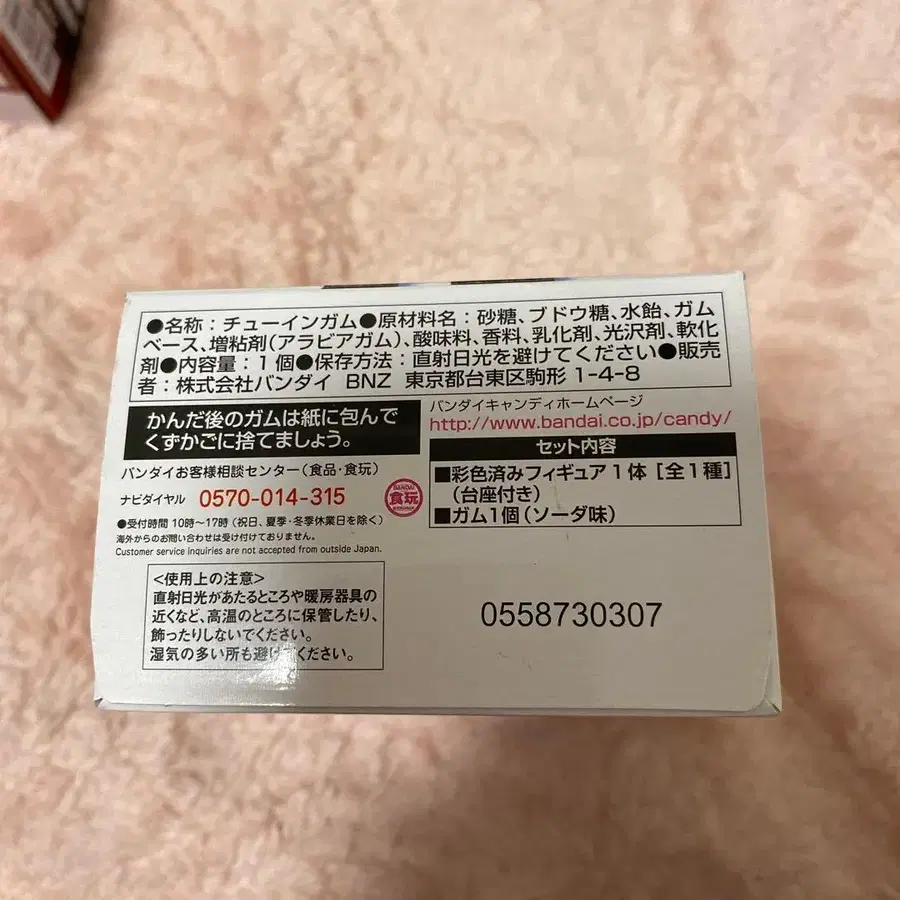 ●名称：チューインガム●原材料名：砂糖、ブドウ糖、水飴、ガム
ベース、増粘剤（アラビアガム）、酸味料、香料、乳化剤、光沢剤、軟化
剤●内容量：1個●保存方法：直射日光を避けてください●販売
者：株式会社バンダイ BNZ 東京都台東区駒形 1-4-8
かんだ後のガムは紙に包んで
くずかごに捨てましょう。
バンダイお客様相談センター（食品・食玩）
ナビダイヤル 0570-014-315
BANDAI
食玩
●受付時間 10時～17時（祝日、夏季・冬季休業日を除く）
海外からのお問い合わせは受け付けておりません。
Customer service inquiries are not accepted from outside Japan.
バンダイキャンディホームページ
http://www.bandai.co.jp/candy/
セット内容
■彩色済みフィギュア1体［全1種］
（台座付き）
■ガム1個（ソーダ味）
＜使用上の注意＞
直射日光があたるところや暖房器具の
近くなど、高温のところに保管したり、
飾ったりしないでください。
湿気の多い所も避けてください。
0558730307